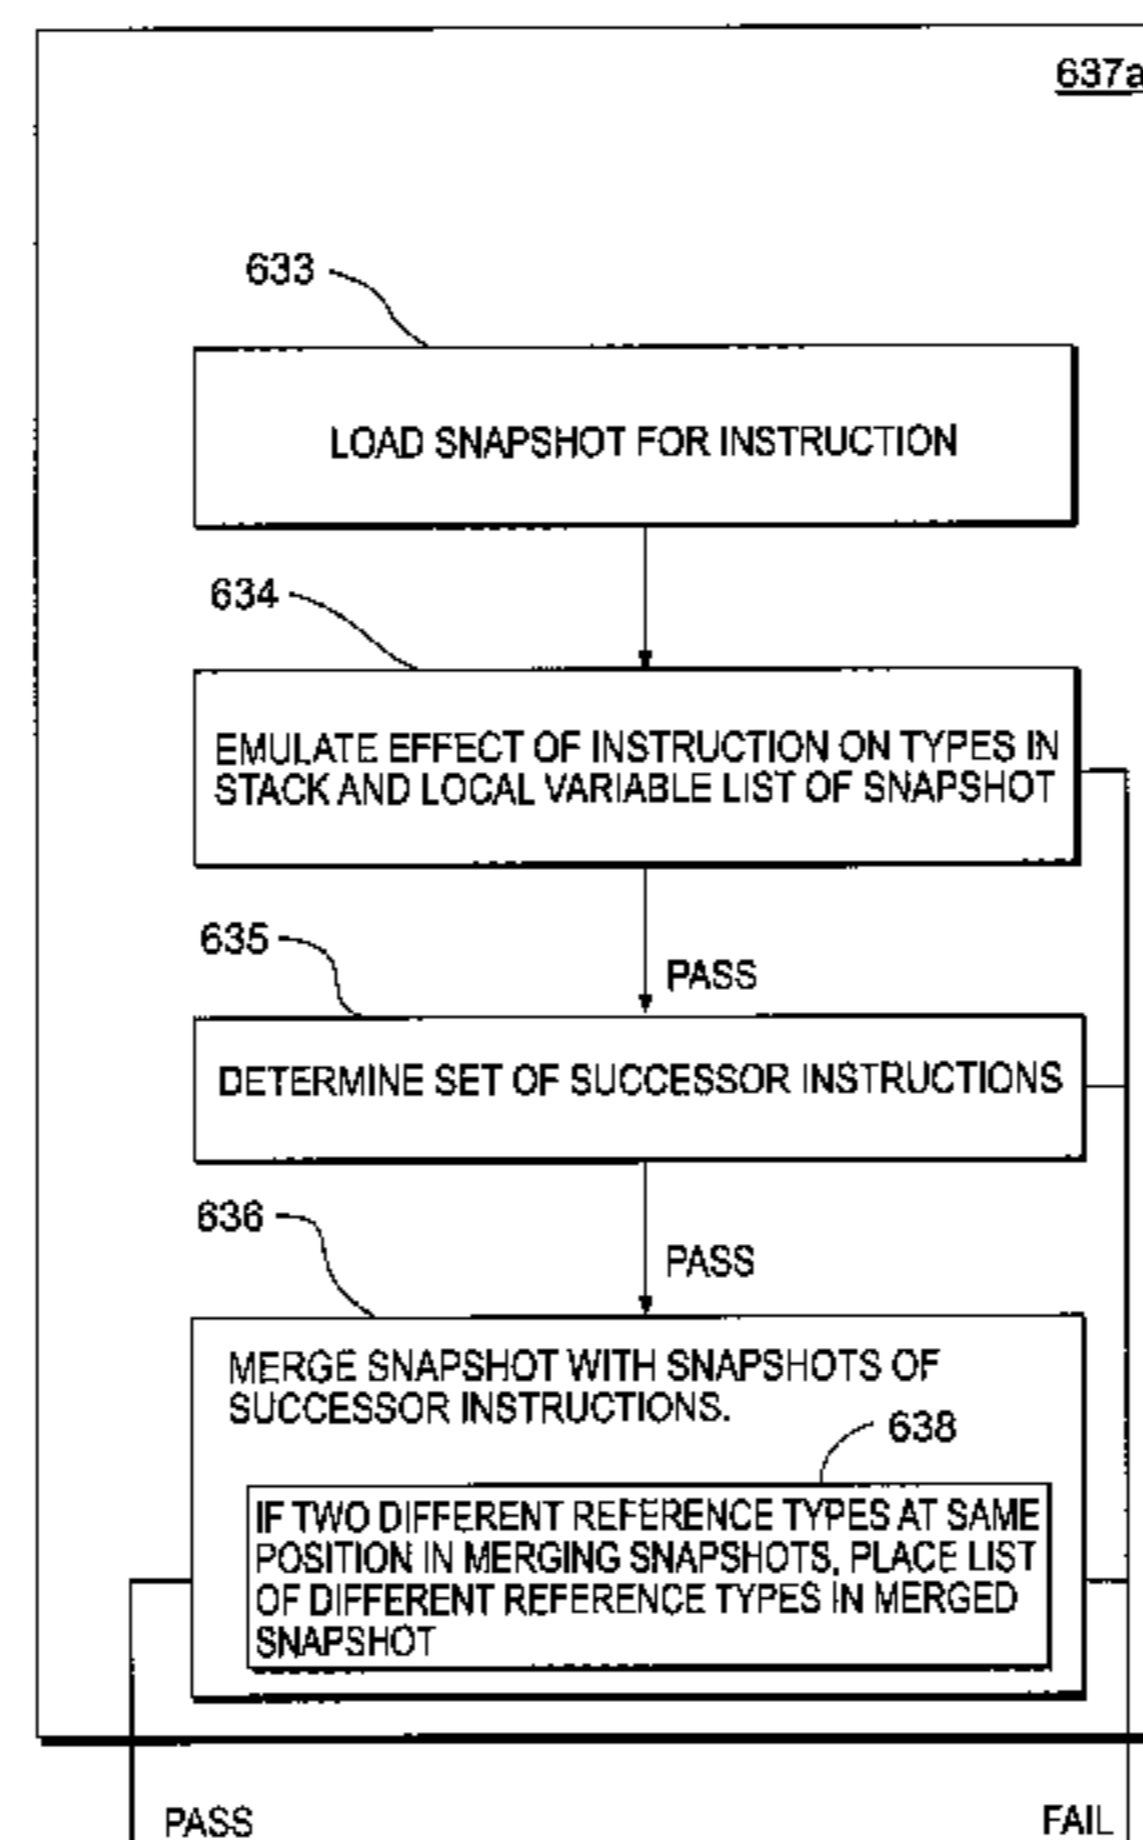 637a
633
LOAD SNAPSHOT FOR INSTRUCTION
634
EMULATE EFFECT OF INSTRUCTION ON TYPES IN
STACK AND LOCAL VARIABLE LIST OF SNAPSHOT
635
PASS
DETERMINE SET OF SUCCESSOR INSTRUCTIONS
636
PASS
MERGE SNAPSHOT WITH SNAPSHOTS OF
SUCCESSOR INSTRUCTIONS.
638
IF TWO DIFFERENT REFERENCE TYPES AT SAME
POSITION IN MERGING SNAPSHOTS, PLACE LIST
OF DIFFERENT REFERENCE TYPES IN MERGED
SNAPSHOT
PASS
FAIL